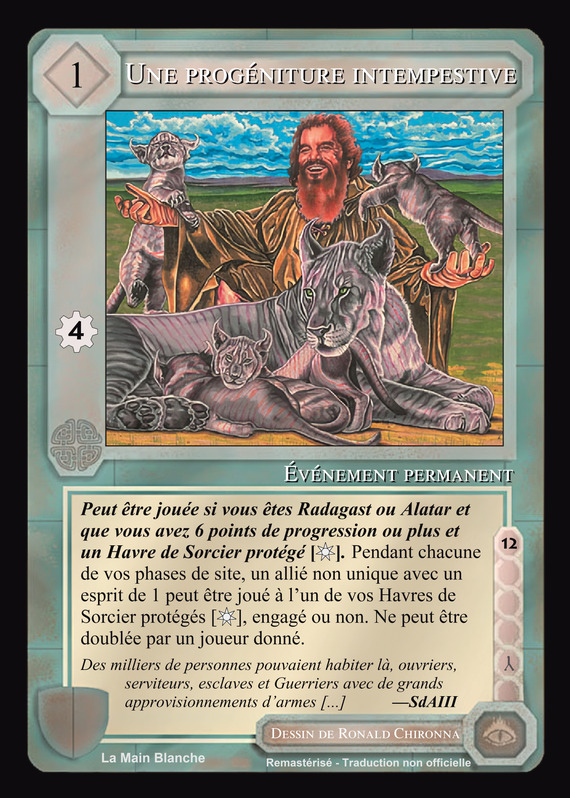 1
Une progéniture intempestive
4
Événement permanent
Peut être jouée si vous êtes Radagast ou Alatar et
que vous avez 6 points de progression ou plus et
un Havre de Sorcier protégé [ ]. Pendant chacune
de vos phases de site, un allié non unique avec un
esprit de 1 peut être joué à l'un de vos Havres de
Sorcier protégés [ ], engagé ou non. Ne peut être
doublée par un joueur donné.
12
Des milliers de personnes pouvaient habiter là, ouvriers,
serviteurs, esclaves et Guerriers avec de grands
approvisionnements d'armes [...] —SdAIII
Dessin de Ronald Chironna
La Main Blanche
Remastérisé - Traduction non officielle